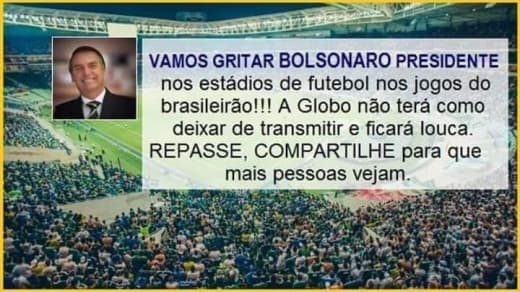 VAMOS GRITAR BOLSONARO PRESIDENTE
nos estádios de futebol nos jogos do
brasileirão!!! A Globo não terá como
deixar de transmitir e ficará louca.
REPASSE, COMPARTILHE para que
mais pessoas vejam.